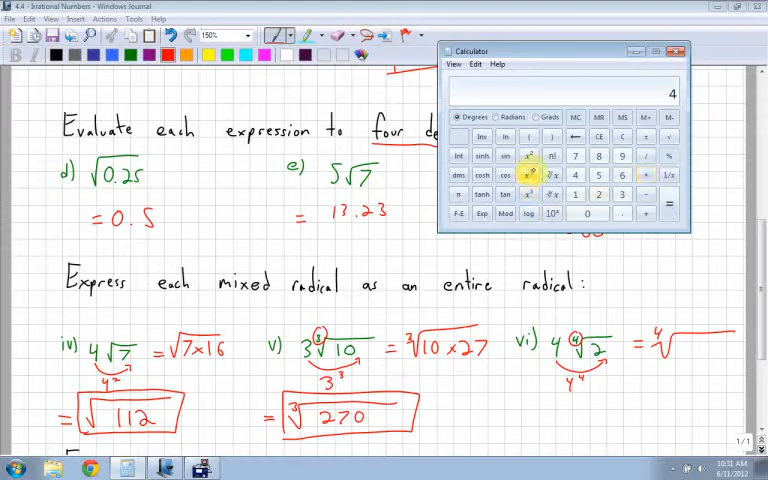 4.4 - Irrational Numbers - Windows Journal
File Edit View Insert Actions Tools Help
150%
Calculator
View Edit Help
4
Degrees Radians Grads MC MR MS M+ M-
Inv ln ( ) ← CE C ± √
Int sinh sin x² n! 7 8 9 / %
dms cosh cos 4 5 6 * 1/x
π tanh tan x³ ∛x 1 2 3 - =
F-E Exp Mod log 10ˣ 0 . +
Evaluate each expression to four de
d) √0.25 e) 5√7
= 0.5 = 13.23
Express each mixed radical as an entire radical:
iv) 4√7 = √7×16 v) 3∛10 = ∛10×27 vi) 4∜2 = ∜
4² 3³ 4⁴
= √112 = ∛270
1/1
10:31 AM
6/11/2012